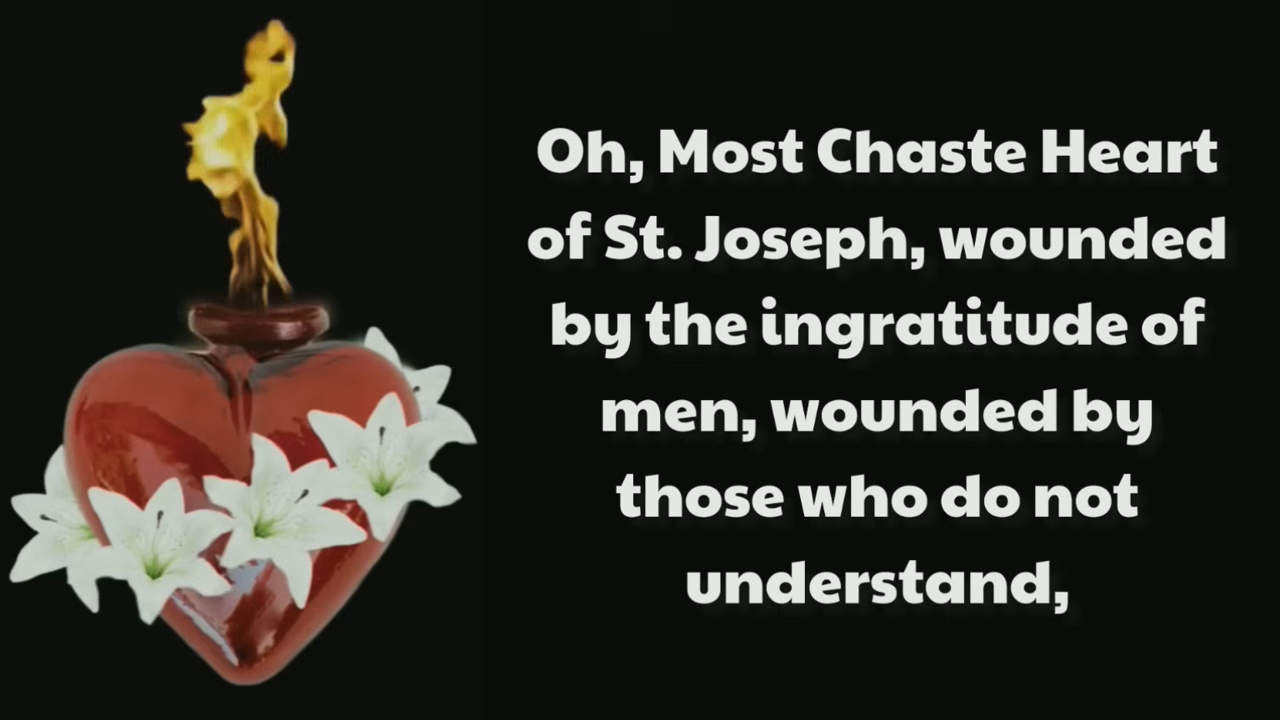 Oh, Most Chaste Heart
of St. Joseph, wounded
by the ingratitude of
men, wounded by
those who do not
understand,